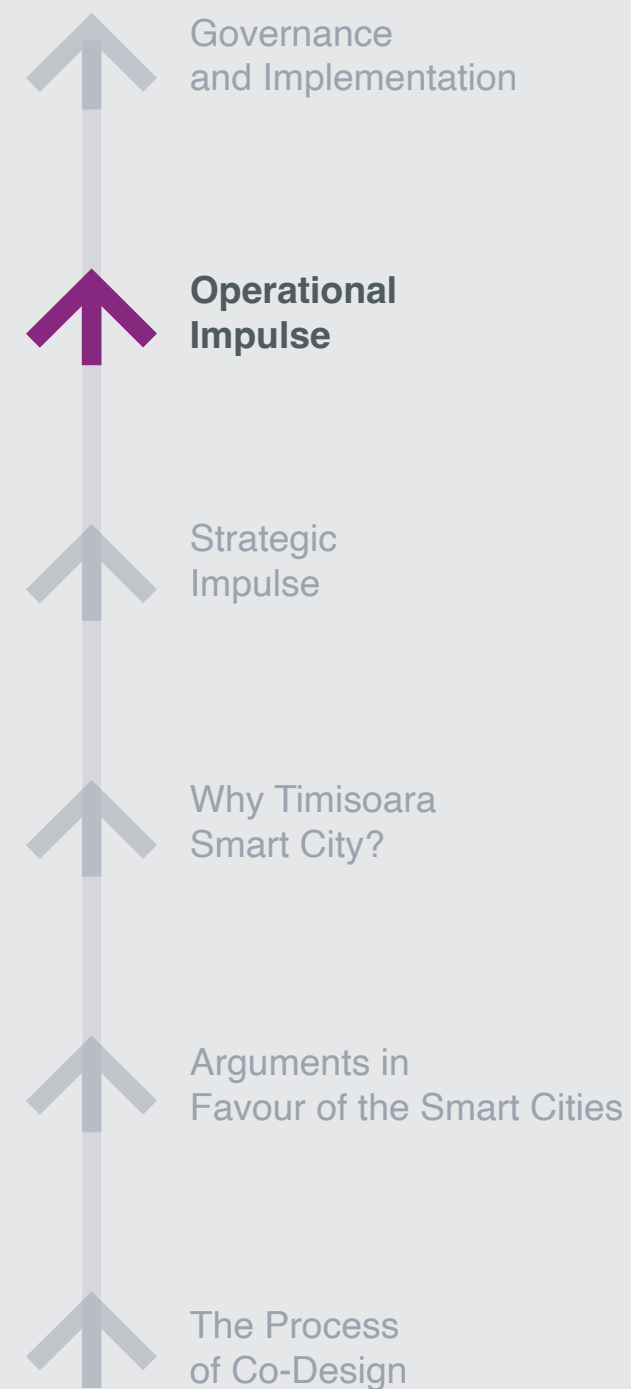 Governance
and Implementation
Operational
Impulse
Strategic
Impulse
Why Timisoara
Smart City?
Arguments in
Favour of the Smart Cities
The Process
of Co-Design